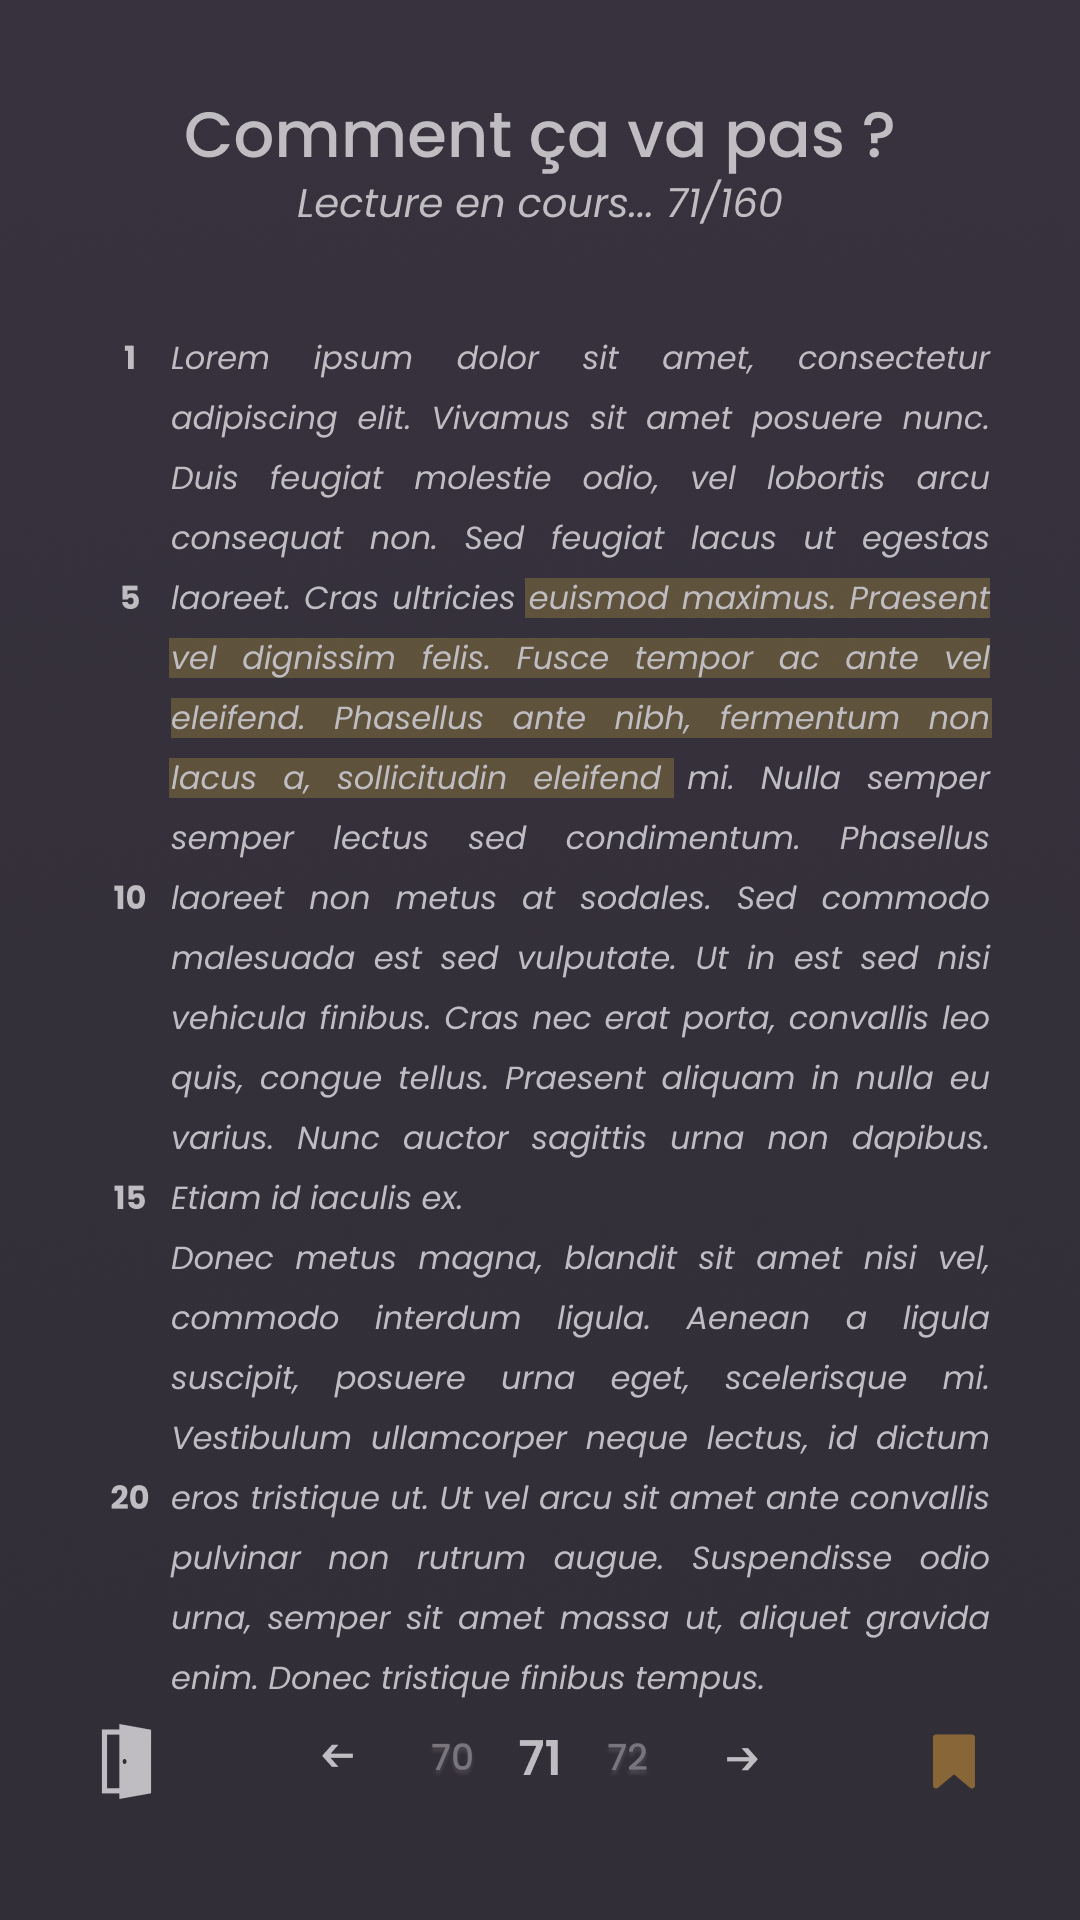 Comment ça va pas ?
Lecture en cours... 71/160
1 Lorem ipsum dolor sit amet, consectetur
adipiscing elit. Vivamus sit amet posuere nunc.
Duis feugiat molestie odio, vel lobortis arcu
consequat non. Sed feugiat lacus ut egestas
5 laoreet. Cras ultricies euismod maximus. Praesent
vel dignissim felis. Fusce tempor ac ante vel
eleifend. Phasellus ante nibh, fermentum non
lacus a, sollicitudin eleifend mi. Nulla semper
semper lectus sed condimentum. Phasellus
10 laoreet non metus at sodales. Sed commodo
malesuada est sed vulputate. Ut in est sed nisi
vehicula finibus. Cras nec erat porta, convallis leo
quis, congue tellus. Praesent aliquam in nulla eu
varius. Nunc auctor sagittis urna non dapibus.
15 Etiam id iaculis ex.
Donec metus magna, blandit sit amet nisi vel,
commodo interdum ligula. Aenean a ligula
suscipit, posuere urna eget, scelerisque mi.
Vestibulum ullamcorper neque lectus, id dictum
20 eros tristique ut. Ut vel arcu sit amet ante convallis
pulvinar non rutrum augue. Suspendisse odio
urna, semper sit amet massa ut, aliquet gravida
enim. Donec tristique finibus tempus.
← 70 71 72 →